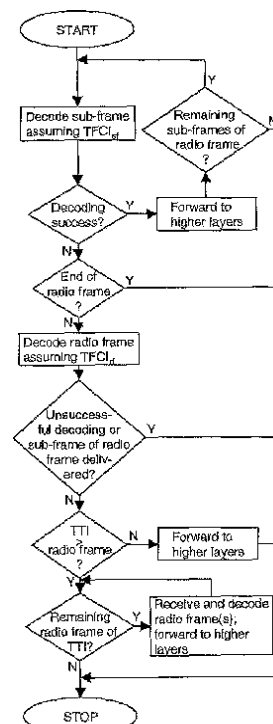 START
Decode sub-frame
assuming TFCIsf
Remaining
sub-frames of
radio frame
?
N
Y
Decoding
success?
Y
Forward to
higher layers
N
End of
radio frame
?
Y
N
Decode radio frame
assuming TFCIrf
Unsuccess-
ful decoding or
sub-frame of radio
frame deliv-
ered?
Y
N
TTI
>
radio frame
?
N
Forward to
higher layers
Y
Remaining
radio frame of
TTI?
Y
Receive and decode
radio frame(s);
forward to higher
layers
N
STOP